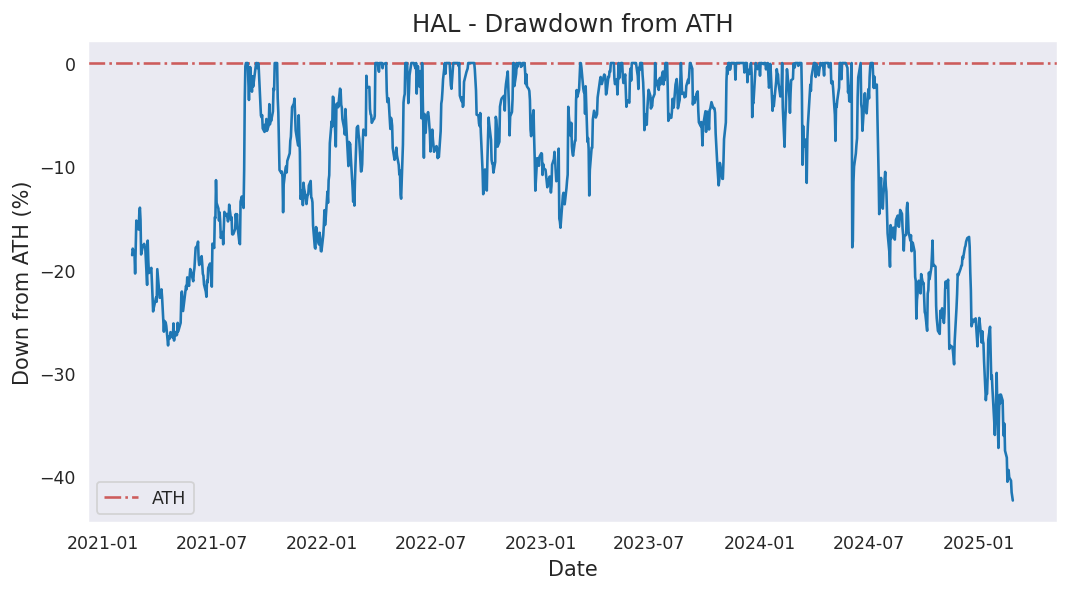 HAL - Drawdown from ATH
Down from ATH (%)
0
−10
−20
−30
−40
ATH
2021-01 2021-07 2022-01 2022-07 2023-01 2023-07 2024-01 2024-07 2025-01
Date